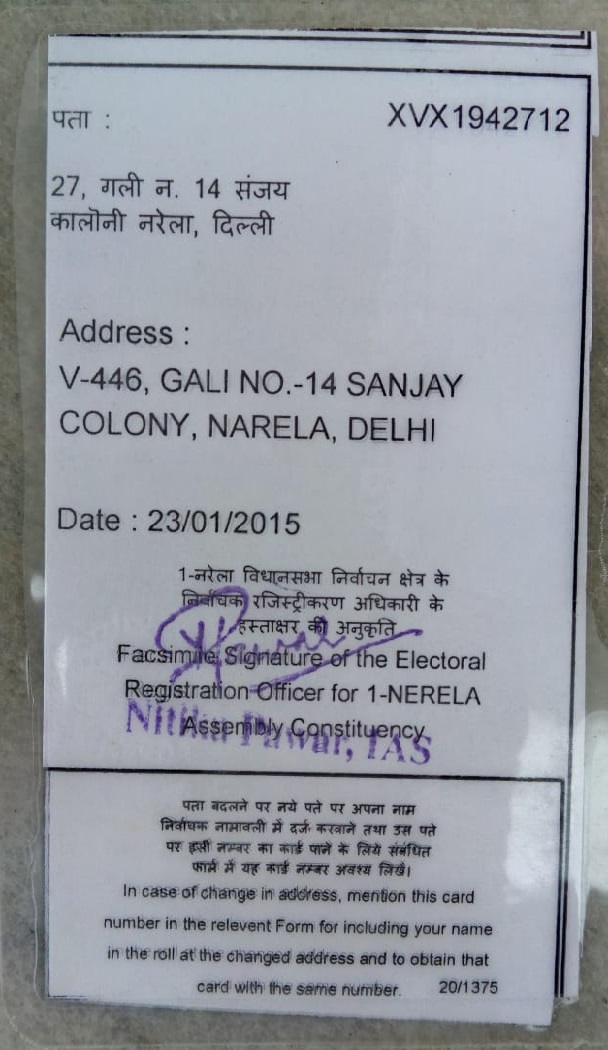 पता :
XVX1942712
27, गली न. 14 संजय
कालोनी नरेला, दिल्ली
Address :
V-446, GALI NO.-14 SANJAY
COLONY, NARELA, DELHI
Date : 23/01/2015
1-नरेला विधानसभा निर्वाचन क्षेत्र के
निर्वाचक रजिस्ट्रीकरण अधिकारी के
हस्ताक्षर की अनुकृति
Facsimile Signature of the Electoral
Registration Officer for 1-NERELA
Assembly Constituency
Pawar, IAS
पता बदलने पर नये पते पर अपना नाम
निर्वाचक नामावली में दर्ज करवाने तथा उस पते
पर इसी नम्बर का कार्ड पाने के लिये संबंधित
फार्म में यह कार्ड नम्बर अवश्य लिखें।
In case of change in address, mention this card
number in the relevent Form for including your name
in the roll at the changed address and to obtain that
card with the same number. 20/1375